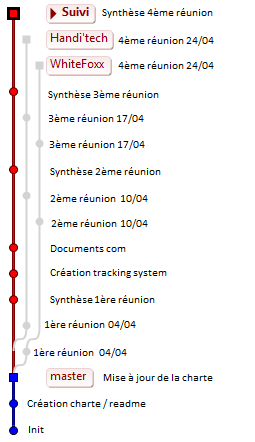 Suivi Synthèse 4ème réunion
Handi'tech 4ème réunion 24/04
WhiteFoxx 4ème réunion 24/04
Synthèse 3ème réunion
3ème réunion 17/04
3ème réunion 17/04
Synthèse 2ème réunion
2ème réunion 10/04
2ème réunion 10/04
Documents com
Création tracking system
Synthèse 1ère réunion
1ère réunion 04/04
1ère réunion 04/04
master Mise à jour de la charte
Création charte / readme
Init